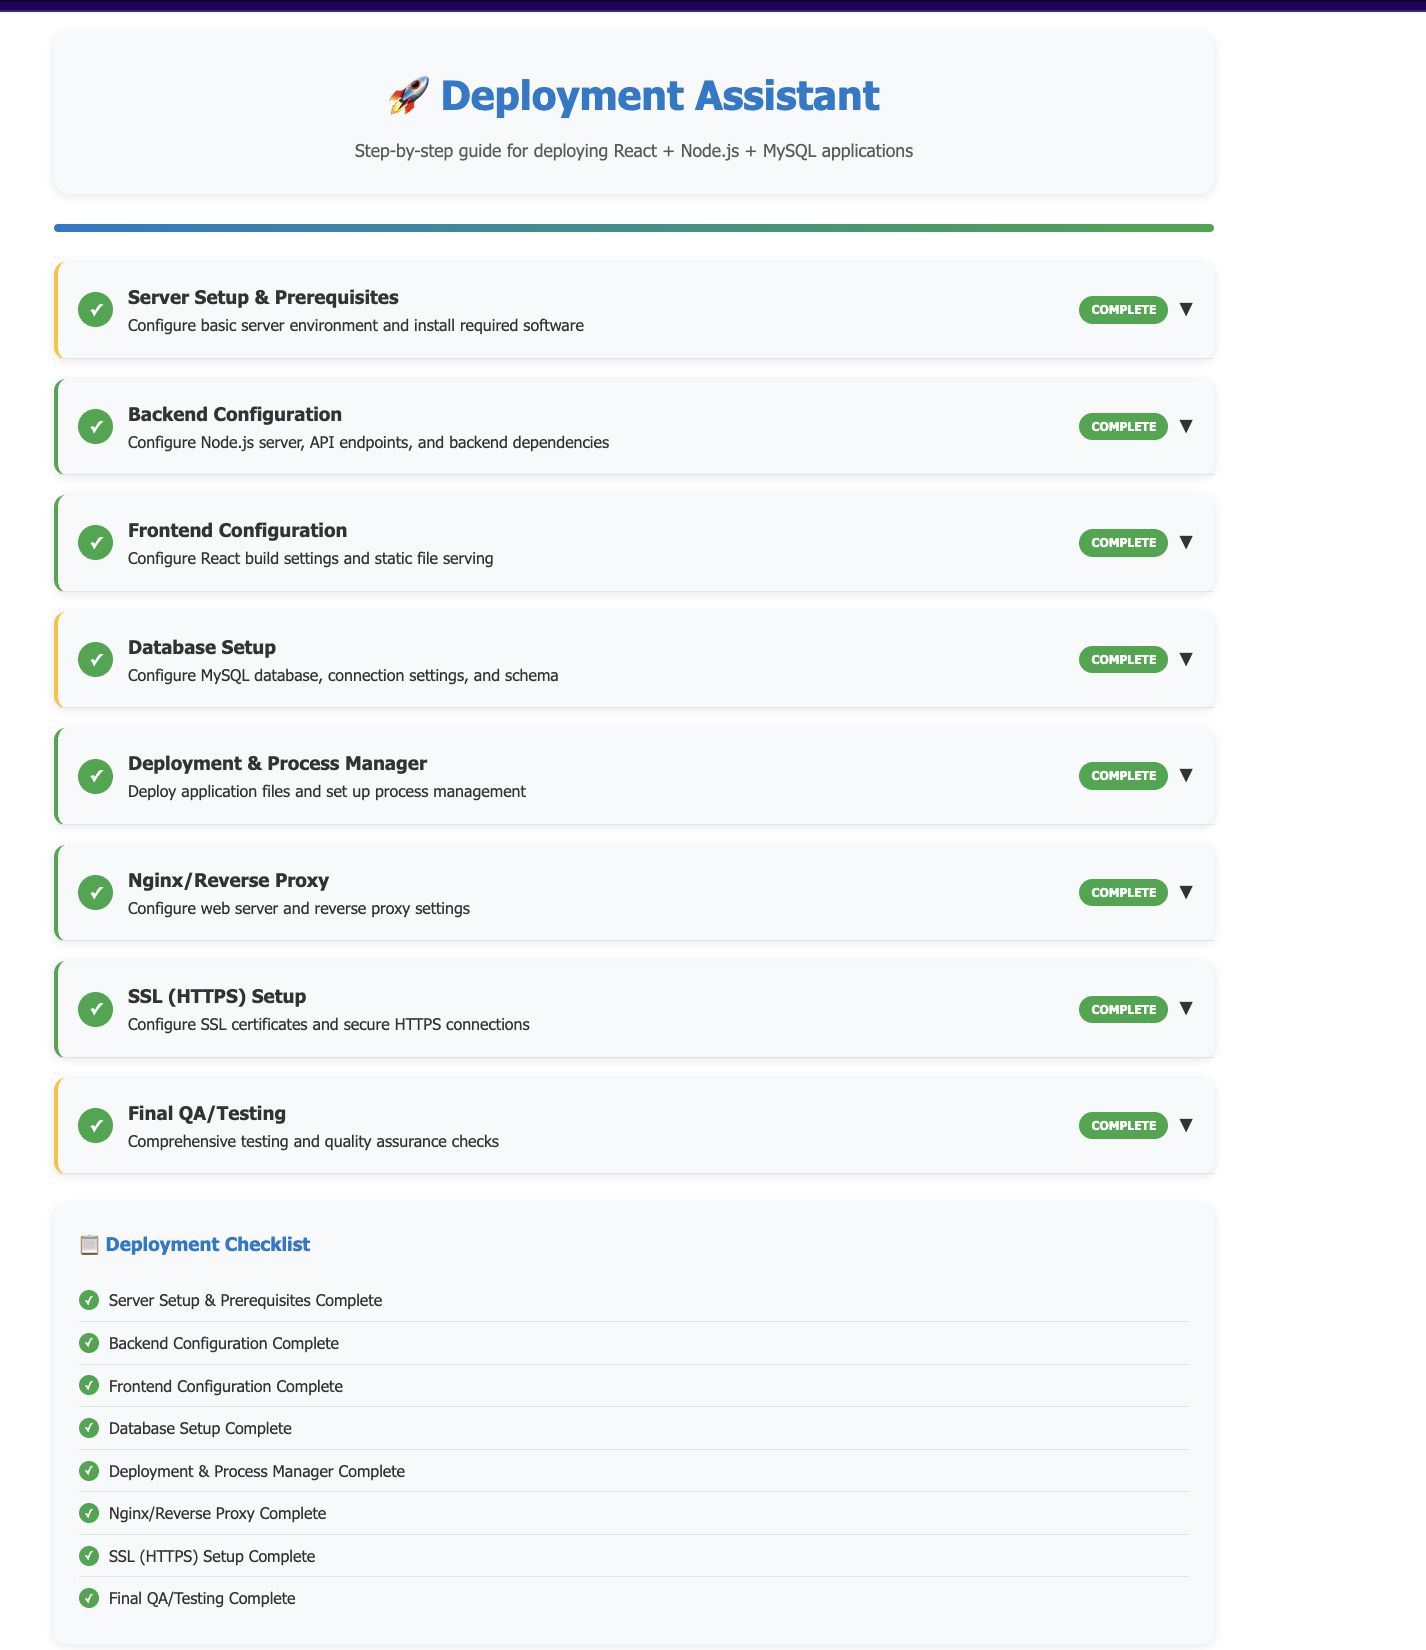 🚀 Deployment Assistant
Step-by-step guide for deploying React + Node.js + MySQL applications
Server Setup & Prerequisites
Configure basic server environment and install required software
COMPLETE ▼
Backend Configuration
Configure Node.js server, API endpoints, and backend dependencies
COMPLETE ▼
Frontend Configuration
Configure React build settings and static file serving
COMPLETE ▼
Database Setup
Configure MySQL database, connection settings, and schema
COMPLETE ▼
Deployment & Process Manager
Deploy application files and set up process management
COMPLETE ▼
Nginx/Reverse Proxy
Configure web server and reverse proxy settings
COMPLETE ▼
SSL (HTTPS) Setup
Configure SSL certificates and secure HTTPS connections
COMPLETE ▼
Final QA/Testing
Comprehensive testing and quality assurance checks
COMPLETE ▼
📋 Deployment Checklist
✓ Server Setup & Prerequisites Complete
✓ Backend Configuration Complete
✓ Frontend Configuration Complete
✓ Database Setup Complete
✓ Deployment & Process Manager Complete
✓ Nginx/Reverse Proxy Complete
✓ SSL (HTTPS) Setup Complete
✓ Final QA/Testing Complete